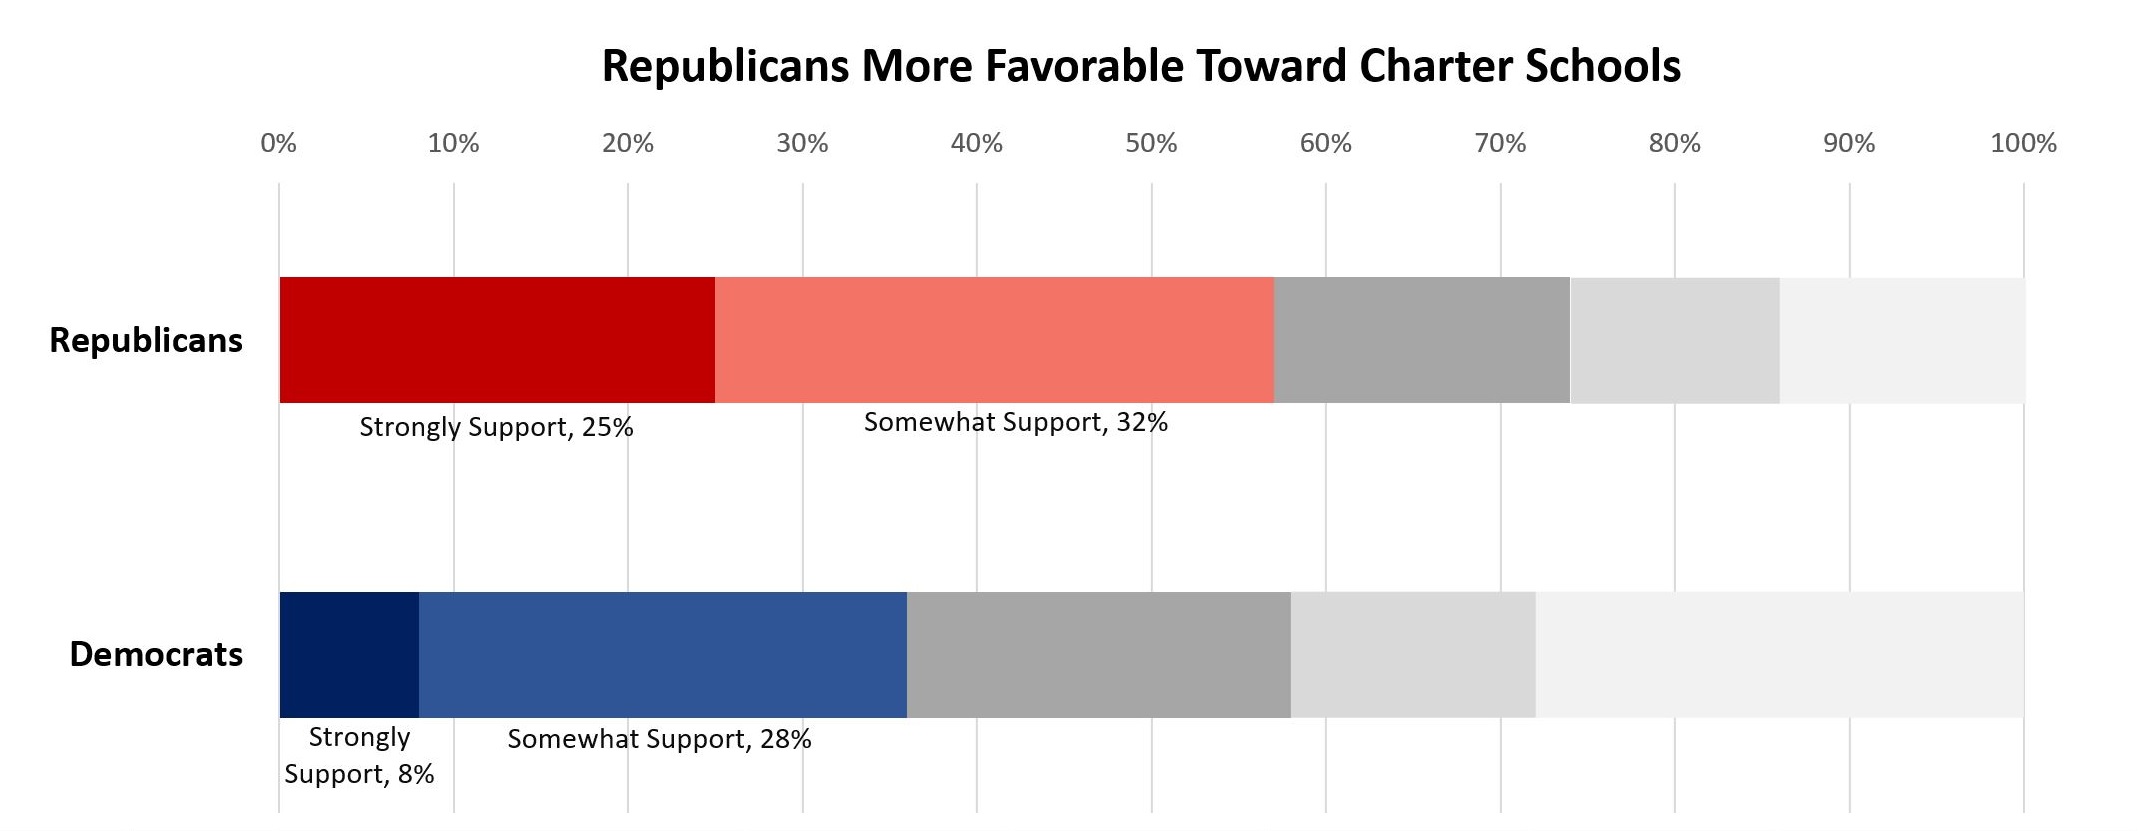 Republicans More Favorable Toward Charter Schools
0% 10% 20% 30% 40% 50% 60% 70% 80% 90% 100%
Republicans
Strongly Support, 25% Somewhat Support, 32%
Democrats
Strongly
Support, 8%
Somewhat Support, 28%